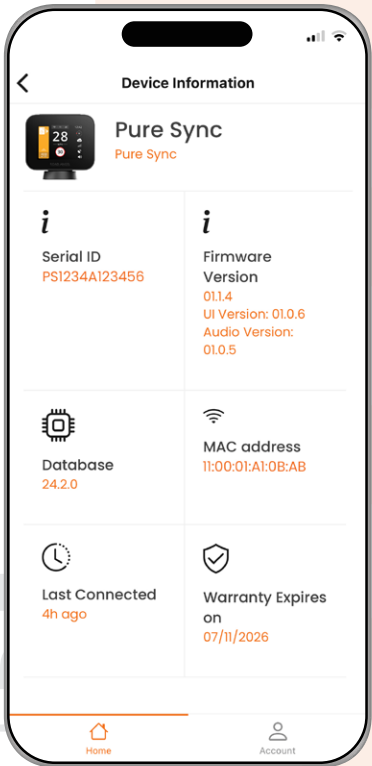 Device Information
28
Pure Sync
Pure Sync
Serial ID
PS1234A123456
Firmware
Version
01.1.4
UI Version: 01.0.6
Audio Version:
01.0.5
Database
24.2.0
MAC address
11:00:01:A1:0B:AB
Last Connected
4h ago
Warranty Expires
on
07/11/2026
Home
Account